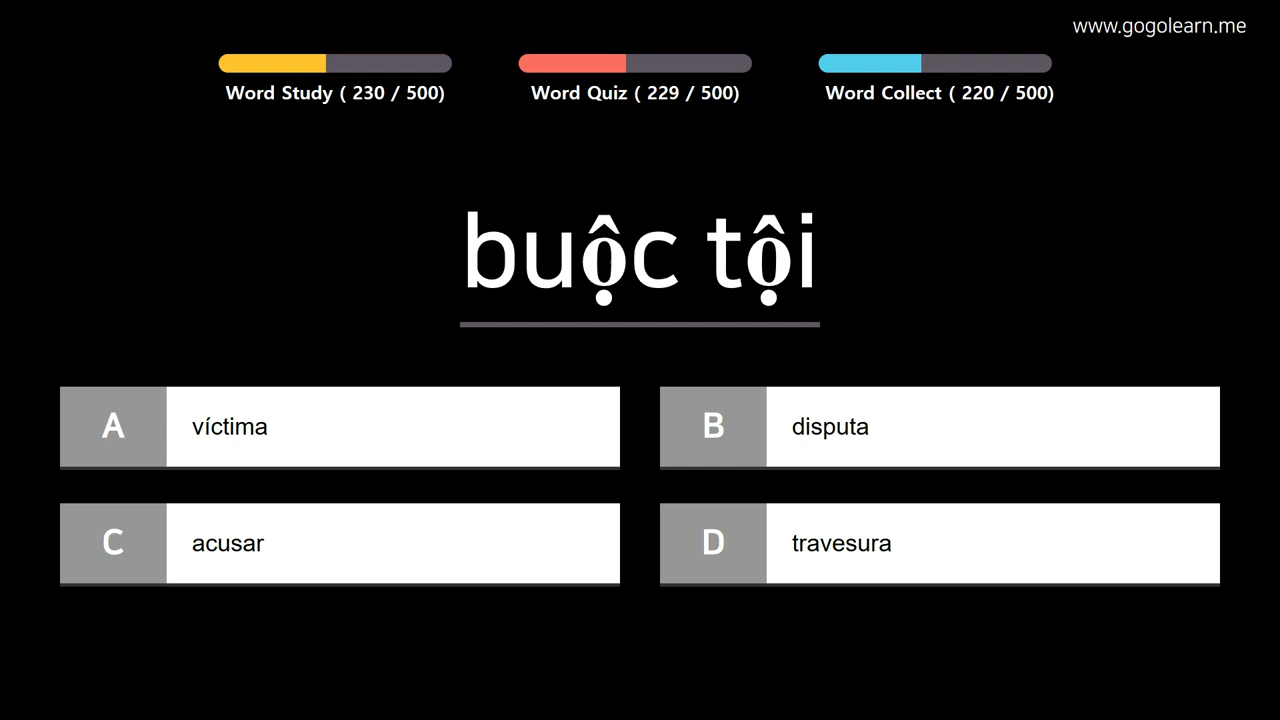 www.gogolearn.me
Word Study ( 230 / 500)
Word Quiz ( 229 / 500)
Word Collect ( 220 / 500)
buộc tội
A víctima
B disputa
C acusar
D travesura